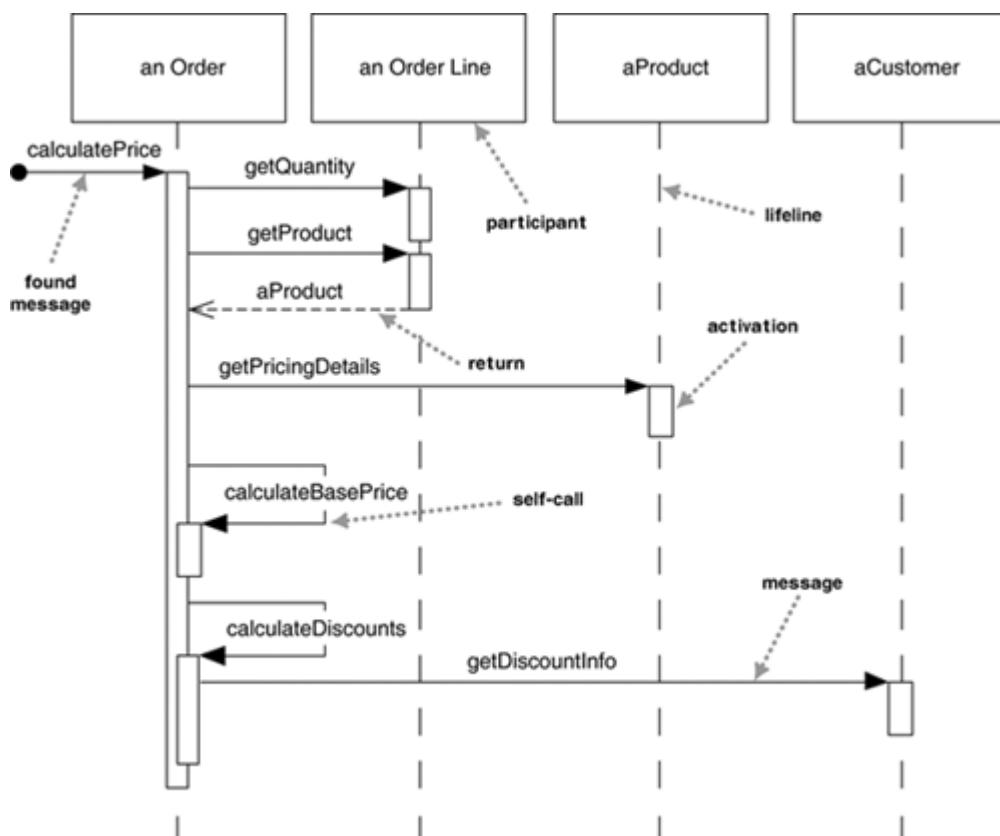 an Order
an Order Line
aProduct
aCustomer
calculatePrice
getQuantity
getProduct
participant
lifeline
found
message
aProduct
return
activation
getPricingDetails
calculateBasePrice
self-call
calculateDiscounts
message
getDiscountInfo